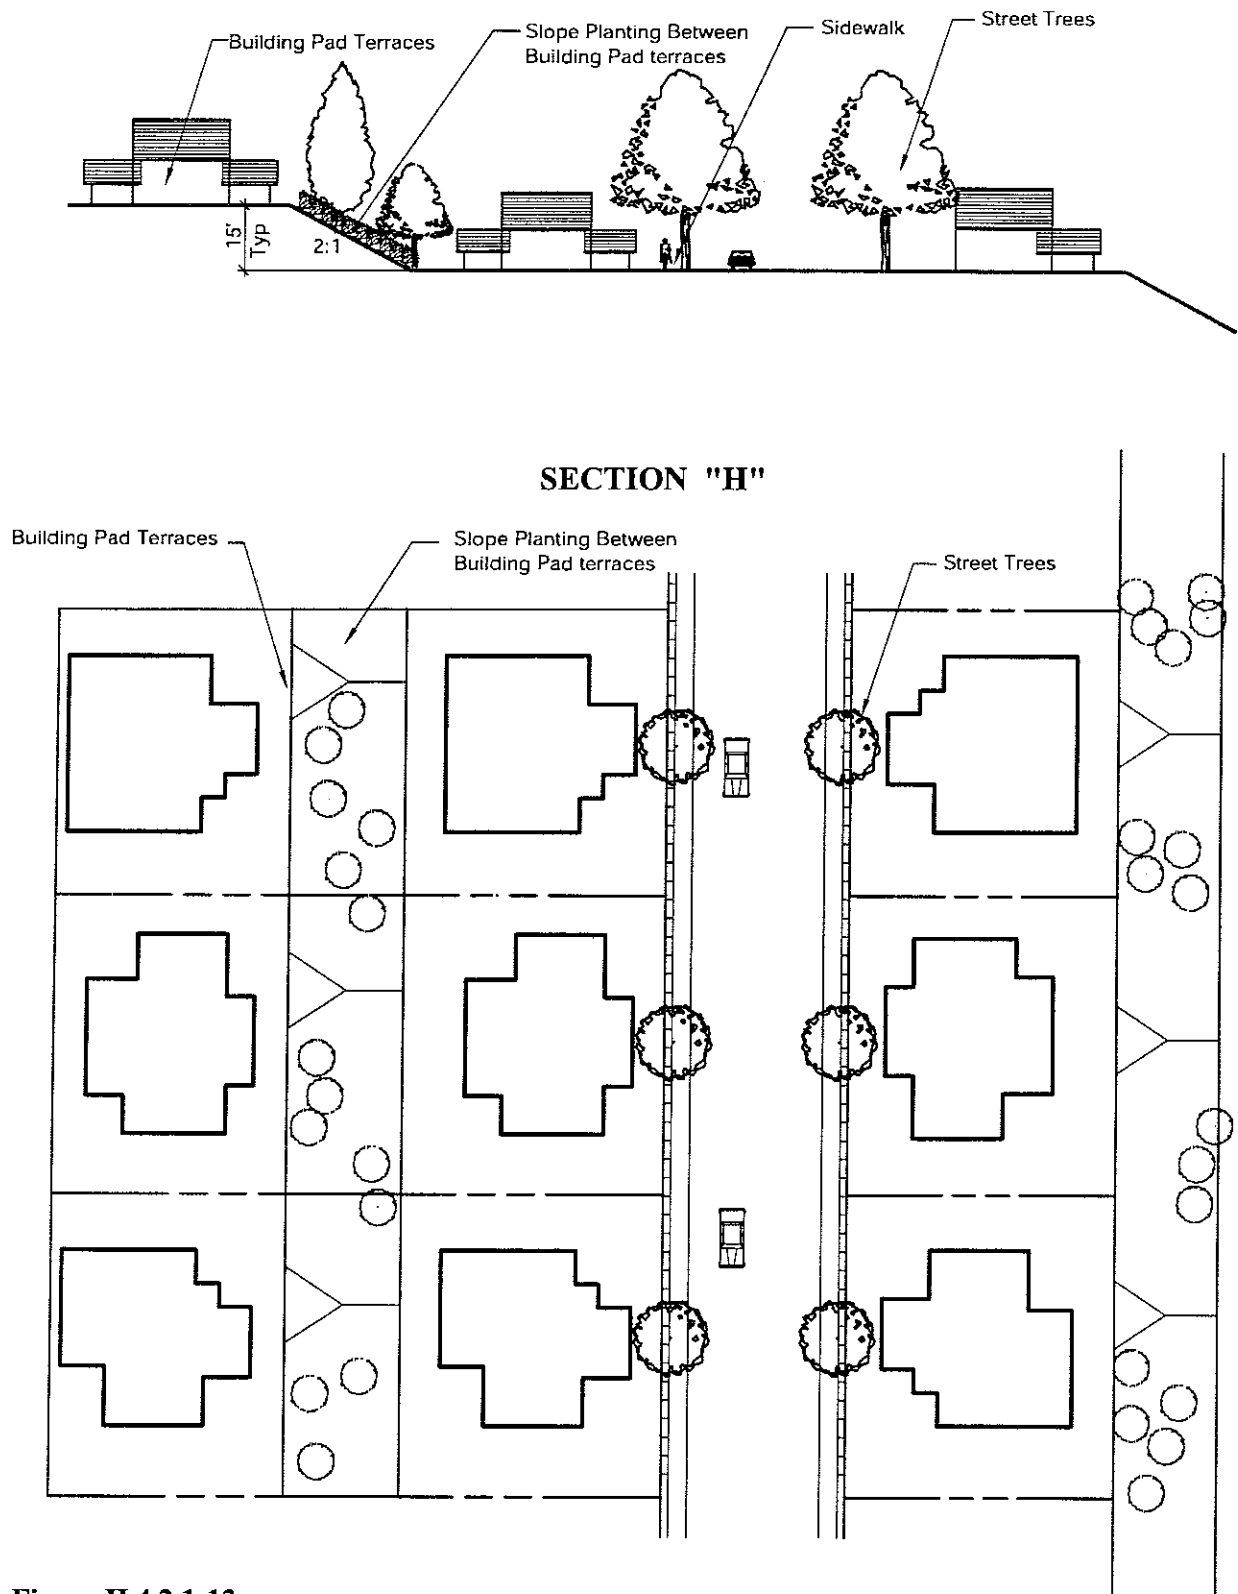 Street Trees
Building Pad Terraces
Slope Planting Between
Building Pad terraces
Sidewalk
15'
Typ
2:1
SECTION "H"
Building Pad Terraces
Slope Planting Between
Building Pad terraces
Street Trees